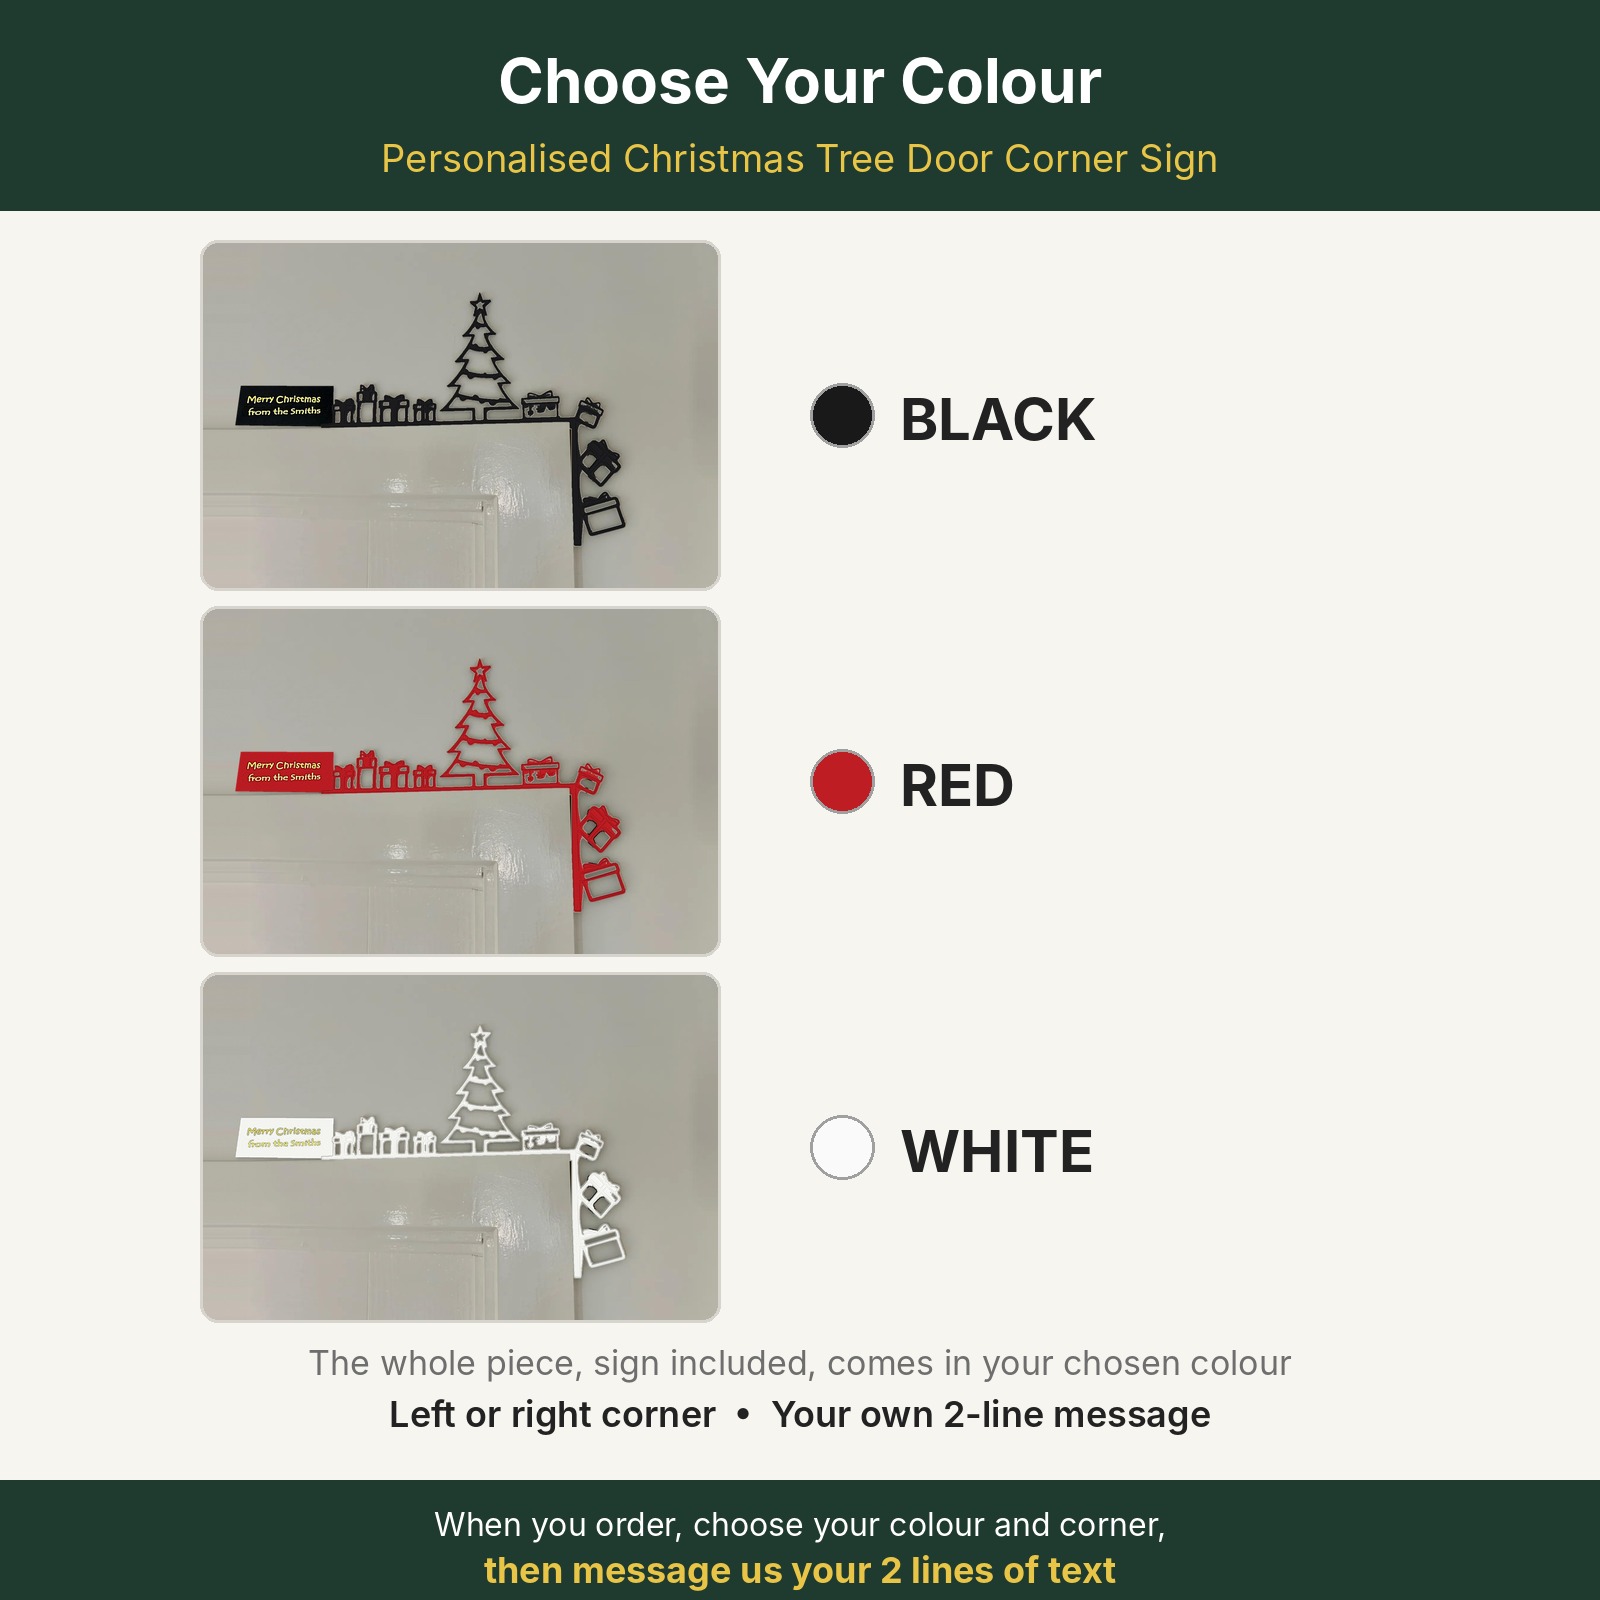 Choose Your Colour
Personalised Christmas Tree Door Corner Sign
Merry Christmas
from the Smiths
BLACK
Merry Christmas
from the Smiths
RED
Merry Christmas
from the Smiths
WHITE
The whole piece, sign included, comes in your chosen colour
Left or right corner • Your own 2-line message
When you order, choose your colour and corner,
then message us your 2 lines of text